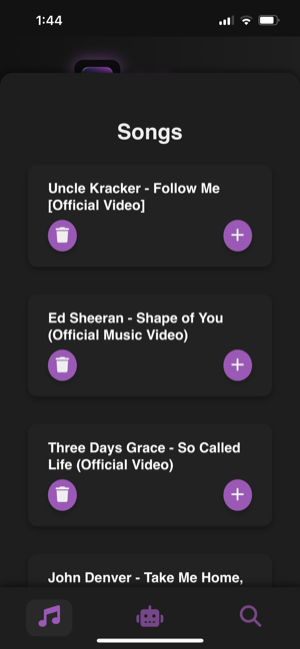 1:44
Songs
Uncle Kracker - Follow Me
[Official Video]
Ed Sheeran - Shape of You
(Official Music Video)
Three Days Grace - So Called
Life (Official Video)
John Denver - Take Me Home,